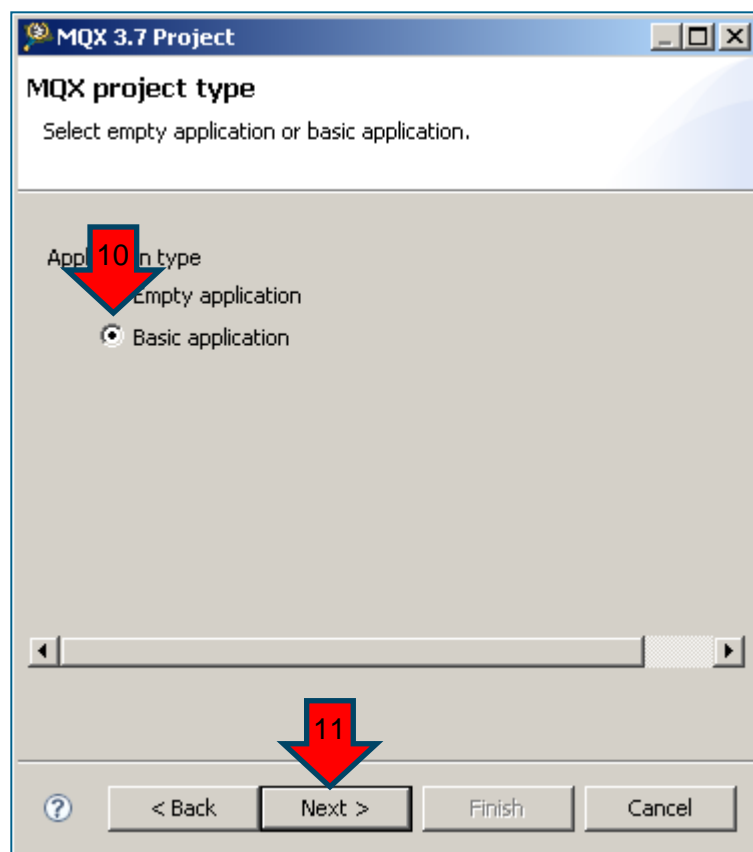 MQX 3.7 Project
MQX project type
Select empty application or basic application.
10
Appl n type
Empty application
Basic application
11
< Back Next > Finish Cancel